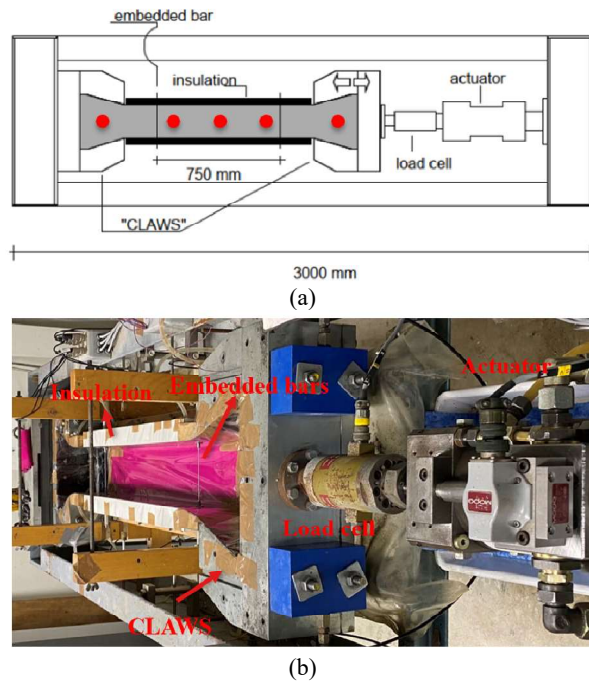 embedded bar
insulation
actuator
load cell
750 mm
"CLAWS"
3000 mm
(a)
Actuator
Insulation
Embedded bars
Load cell
CLAWS
(b)